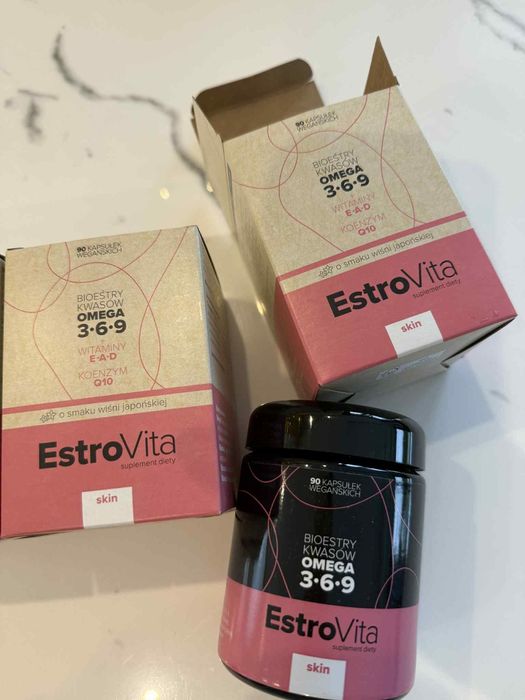 90 KAPSUŁEK
WEGAŃSKICH
BIOESTRY
KWASÓW
OMEGA
3·6·9
+
WITAMINY
E·A·D
KOENZYM
Q10
o smaku wiśni japońskiej
EstroVita
suplement diety
skin
90 KAPSUŁEK
WEGAŃSKICH
BIOESTRY
KWASÓW
OMEGA
3·6·9
WITAMINY
E·A·D
KOENZYM
Q10
o smaku wiśni japońskiej
EstroVita
suplement diety
skin
90 KAPSUŁEK
WEGAŃSKICH
BIOESTRY
KWASÓW
OMEGA
3·6·9
EstroVita
suplement diety
skin